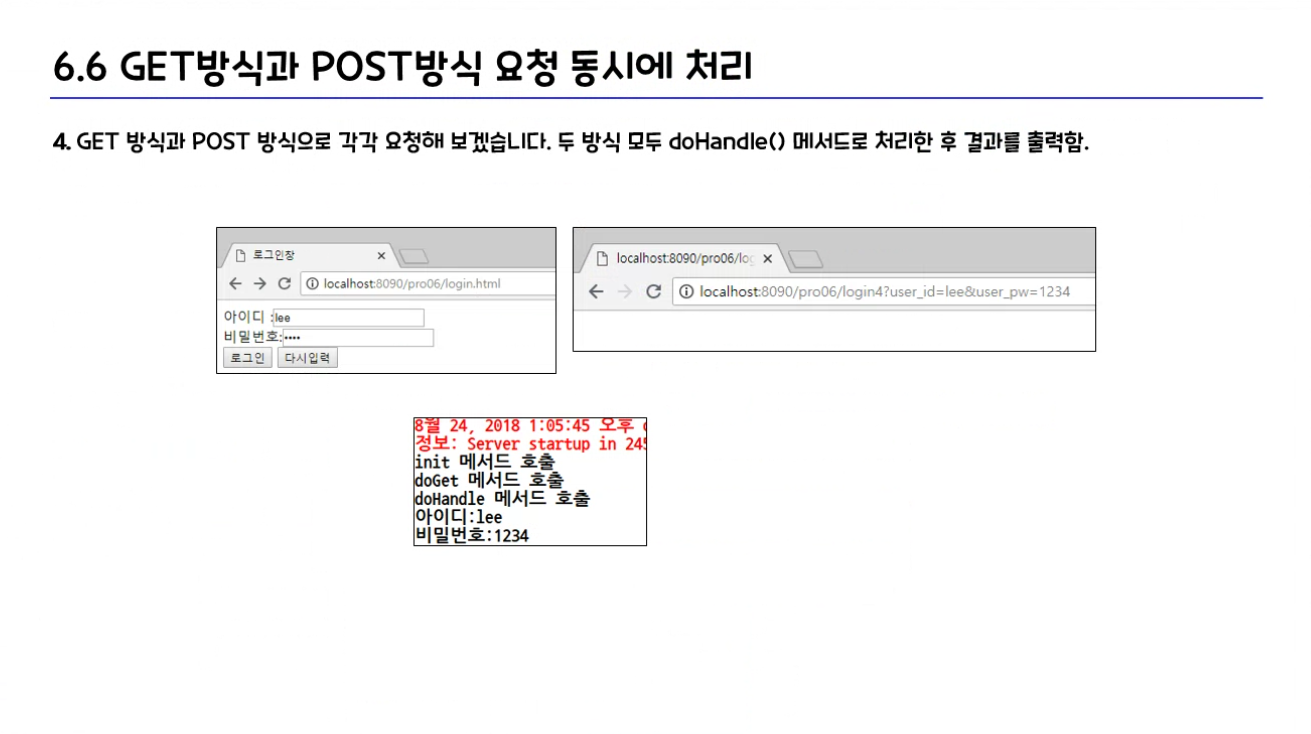 6.6 GET방식과 POST방식 요청 동시에 처리
4. GET 방식과 POST 방식으로 각각 요청해 보겠습니다. 두 방식 모두 doHandle() 메서드로 처리한 후 결과를 출력함.
로그인창
localhost:8090/pro06/login.html
아이디 :lee
비밀번호:••••
로그인 다시입력
localhost:8090/pro06/log
localhost:8090/pro06/login4?user_id=lee&user_pw=1234
8월 24, 2018 1:05:45 오후
정보: Server startup in 245
init 메서드 호출
doGet 메서드 호출
doHandle 메서드 호출
아이디:lee
비밀번호:1234